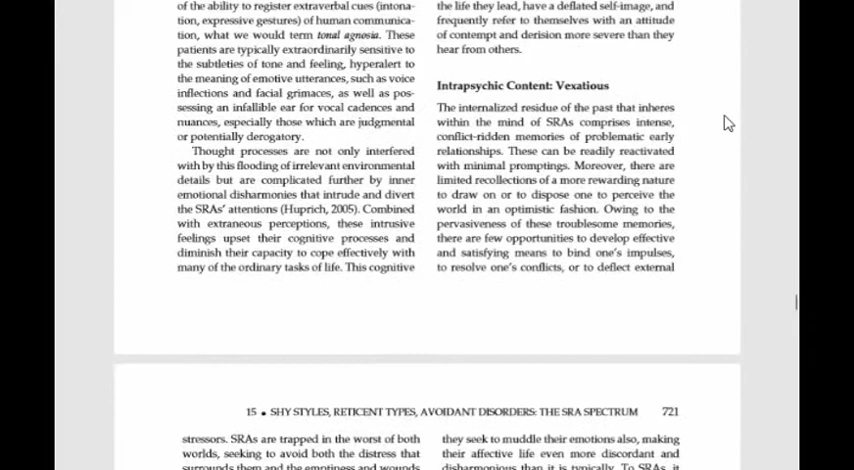 of the ability to register extraverbal cues (intona-
tion, expressive gestures) of human communica-
tion, what we would term tonal agnosia. These
patients are typically extraordinarily sensitive to
the subtleties of tone and feeling, hyperalert to
the meaning of emotive utterances, such as voice
inflections and facial grimaces, as well as pos-
sessing an infallible ear for vocal cadences and
nuances, especially those which are judgmental
or potentially derogatory.
Thought processes are not only interfered
with by this flooding of irrelevant environmental
details but are complicated further by inner
emotional disharmonies that intrude and divert
the SRAs' attentions (Huprich, 2005). Combined
with extraneous perceptions, these intrusive
feelings upset their cognitive processes and
diminish their capacity to cope effectively with
many of the ordinary tasks of life. This cognitive
the life they lead, have a deflated self-image, and
frequently refer to themselves with an attitude
of contempt and derision more severe than they
hear from others.
Intrapsychic Content: Vexatious
The internalized residue of the past that inheres
within the mind of SRAs comprises intense,
conflict-ridden memories of problematic early
relationships. These can be readily reactivated
with minimal promptings. Moreover, there are
limited recollections of a more rewarding nature
to draw on or to dispose one to perceive the
world in an optimistic fashion. Owing to the
pervasiveness of these troublesome memories,
there are few opportunities to develop effective
and satisfying means to bind one's impulses,
to resolve one's conflicts, or to deflect external
15 • SHY STYLES, RETICENT TYPES, AVOIDANT DISORDERS: THE SRA SPECTRUM 721
stressors. SRAs are trapped in the worst of both
worlds, seeking to avoid both the distress that
surrounds them and the emptiness and wounds
they seek to muddle their emotions also, making
their affective life even more discordant and
disharmonious than it is typically. To SRAs, it